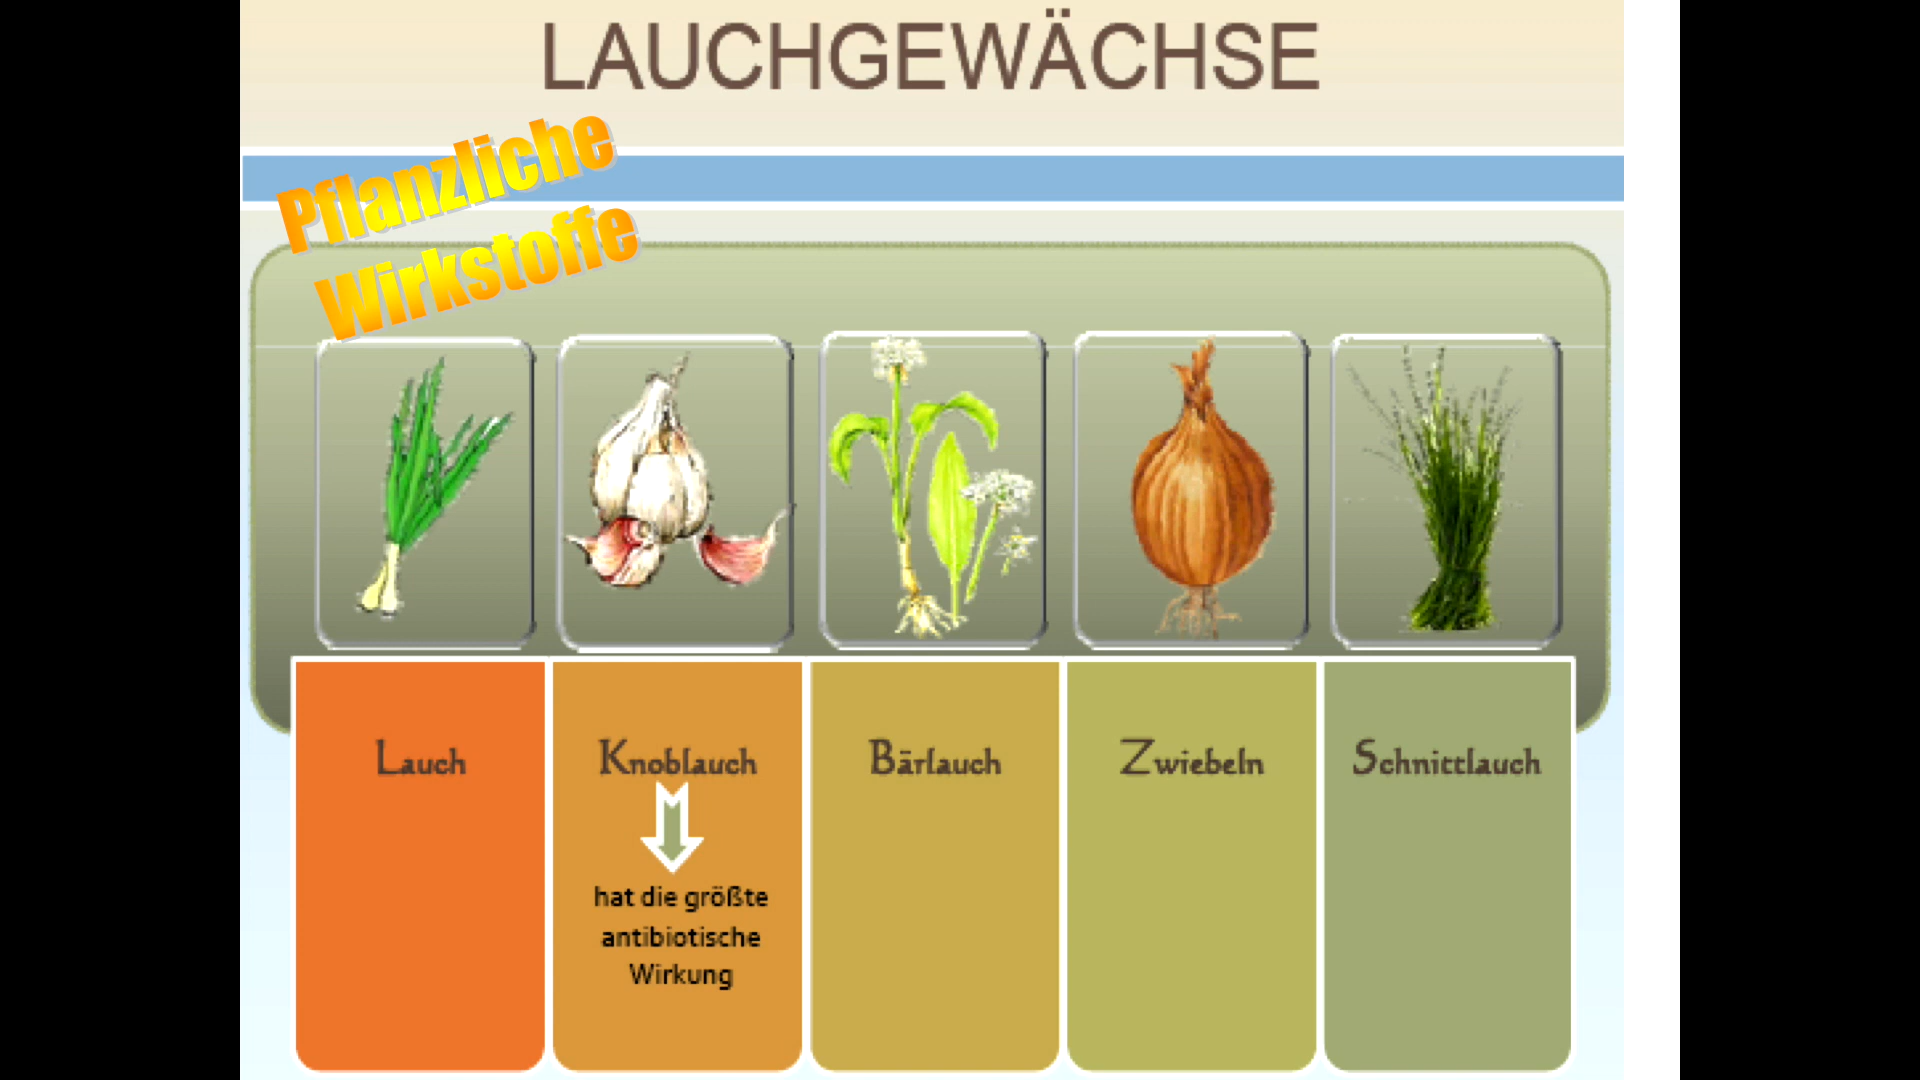 LAUCHGEWÄCHSE
Pflanzliche
Wirkstoffe
Lauch
Knoblauch
Bärlauch
Zwiebeln
Schnittlauch
hat die größte
antibiotische
Wirkung